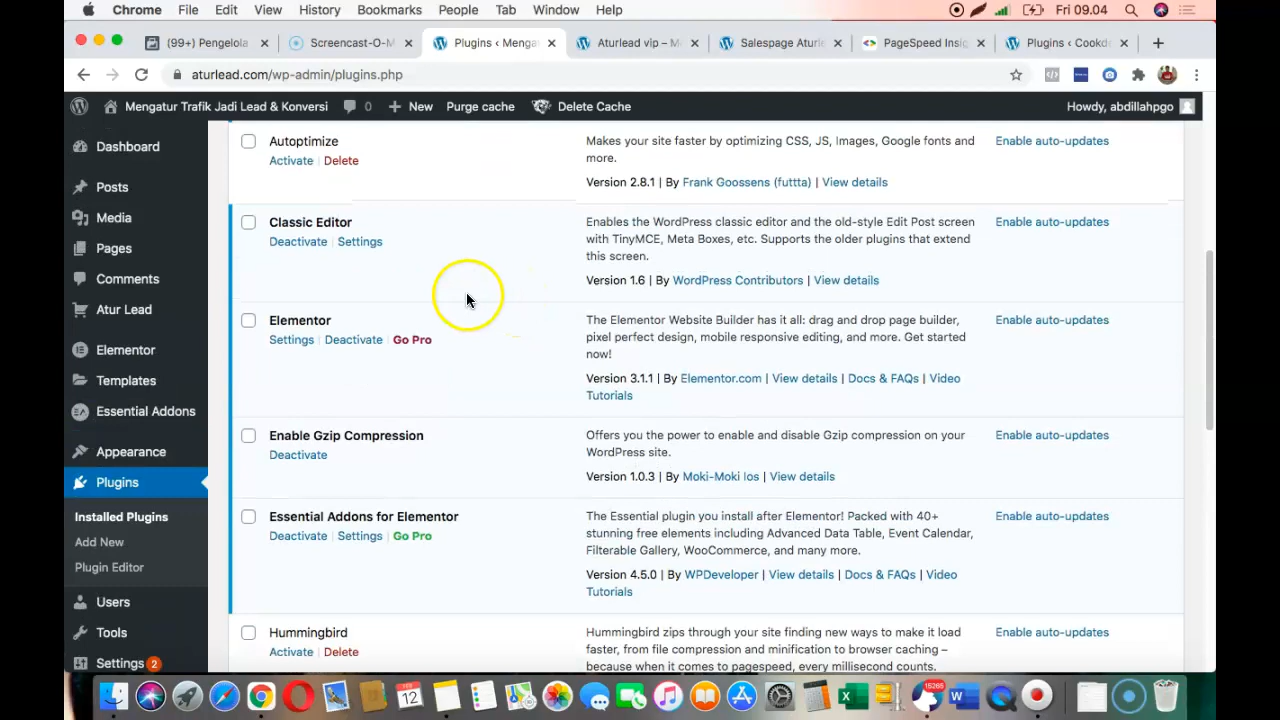 Chrome File Edit View History Bookmarks People Tab Window Help Fri 09.04
(99+) Pengelola Screencast-O-M Plugins ‹ Menga Aturlead vip – M Salespage Aturle PageSpeed Insig Plugins ‹ Cookd
aturlead.com/wp-admin/plugins.php
Mengatur Trafik Jadi Lead & Konversi 0 New Purge cache Delete Cache Howdy, abdillahpgo
Dashboard
Posts
Media
Pages
Comments
Atur Lead
Elementor
Templates
Essential Addons
Appearance
Plugins
Installed Plugins
Add New
Plugin Editor
Users
Tools
Settings 2
Autoptimize
Activate | Delete
Makes your site faster by optimizing CSS, JS, Images, Google fonts and
more.
Version 2.8.1 | By Frank Goossens (futtta) | View details
Enable auto-updates
Classic Editor
Deactivate | Settings
Enables the WordPress classic editor and the old-style Edit Post screen
with TinyMCE, Meta Boxes, etc. Supports the older plugins that extend
this screen.
Version 1.6 | By WordPress Contributors | View details
Enable auto-updates
Elementor
Settings | Deactivate | Go Pro
The Elementor Website Builder has it all: drag and drop page builder,
pixel perfect design, mobile responsive editing, and more. Get started
now!
Version 3.1.1 | By Elementor.com | View details | Docs & FAQs | Video
Tutorials
Enable auto-updates
Enable Gzip Compression
Deactivate
Offers you the power to enable and disable Gzip compression on your
WordPress site.
Version 1.0.3 | By Moki-Moki Ios | View details
Enable auto-updates
Essential Addons for Elementor
Deactivate | Settings | Go Pro
The Essential plugin you install after Elementor! Packed with 40+
stunning free elements including Advanced Data Table, Event Calendar,
Filterable Gallery, WooCommerce, and many more.
Version 4.5.0 | By WPDeveloper | View details | Docs & FAQs | Video
Tutorials
Enable auto-updates
Hummingbird
Activate | Delete
Hummingbird zips through your site finding new ways to make it load
faster, from file compression and minification to browser caching –
because when it comes to pagespeed, every millisecond counts.
Enable auto-updates
12
15265